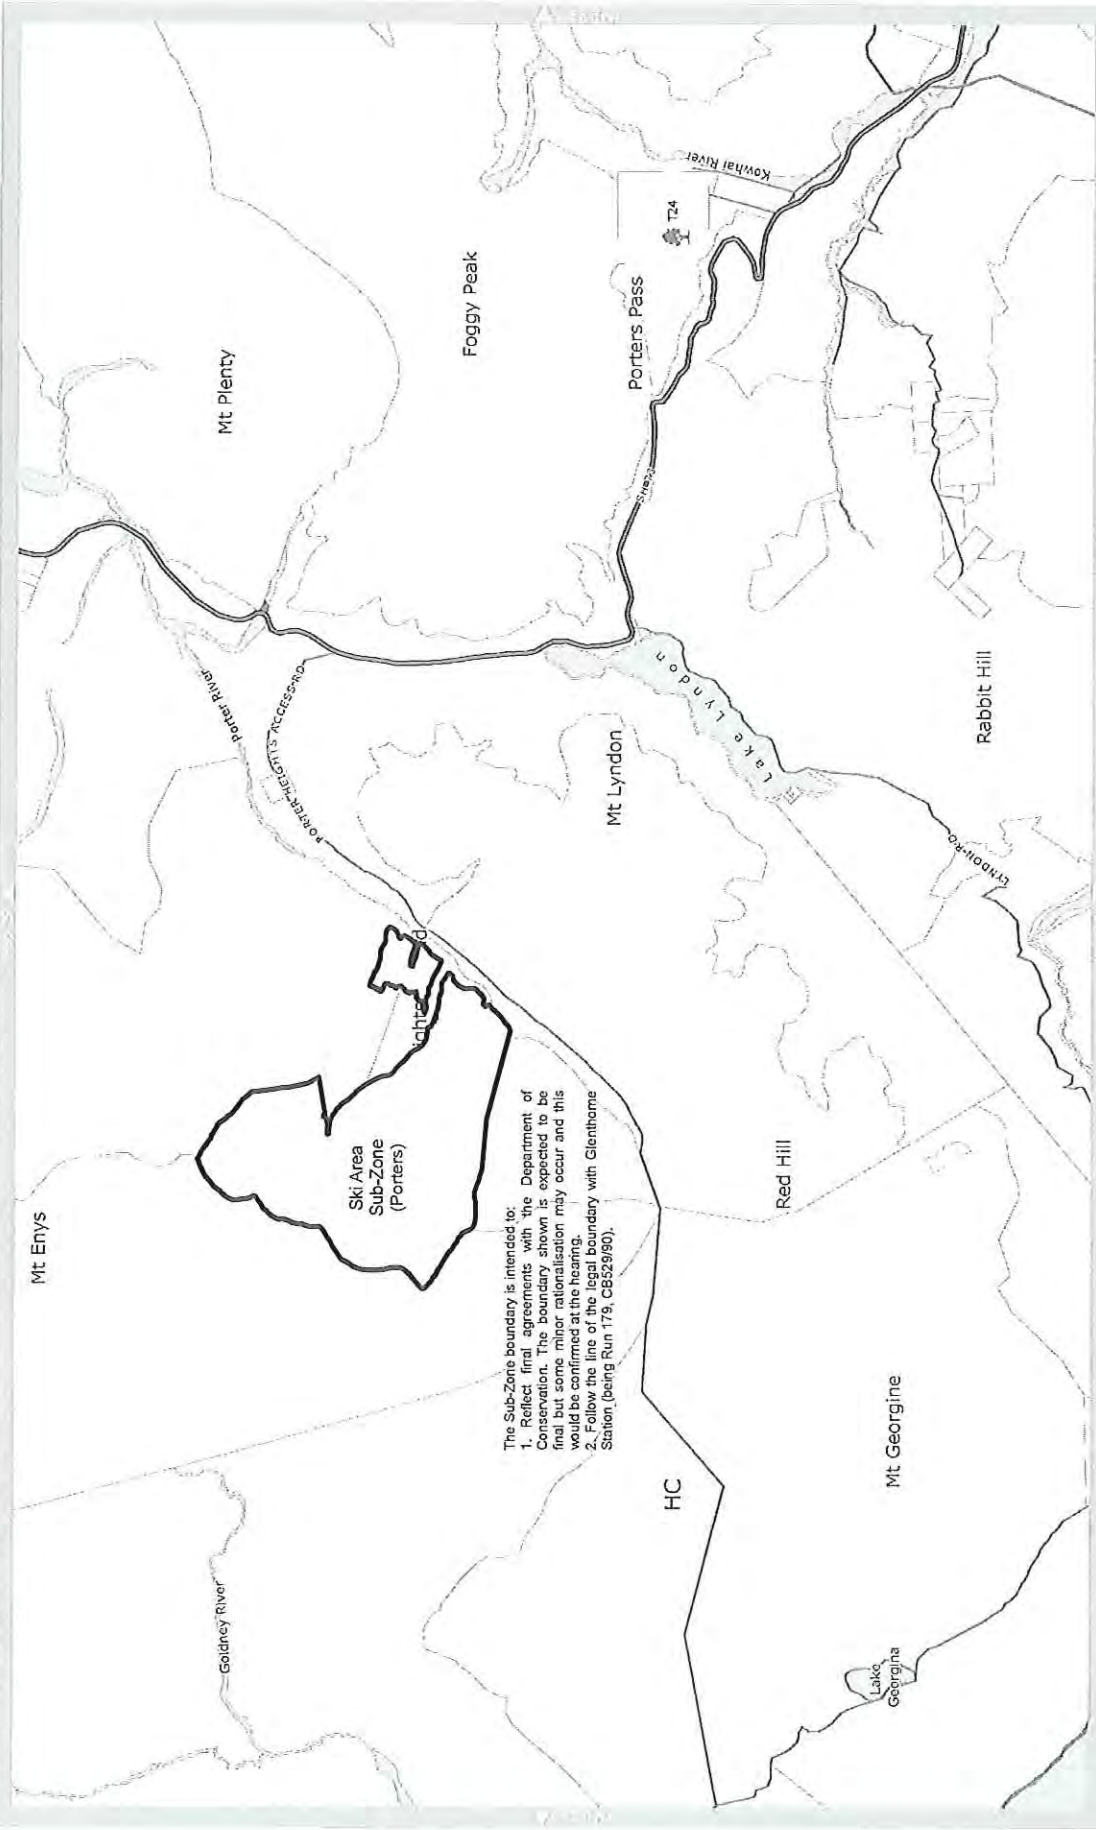 Mt Enys
Goldney River
Ski Area
Sub-Zone
(Porters)
The Sub-Zone boundary is intended to:
1. Reflect final agreements with the Department of
Conservation. The boundary shown is expected to be
final but some minor rationalisation may occur and this
would be confirmed at the hearing.
2. Follow the line of the legal boundary with Glenthorne
Station (being Run 179, CB529/90).
HC
Mt Georgine
Lake
Georgina
Red Hill
Porter River
PORTER HEIGHTS ACCESS RD
Mt Plenty
Foggy Peak
Porters Pass
T24
Kowhai River
SH 73
Mt Lyndon
Lake Lyndon
LYNDON RD
Rabbit Hill